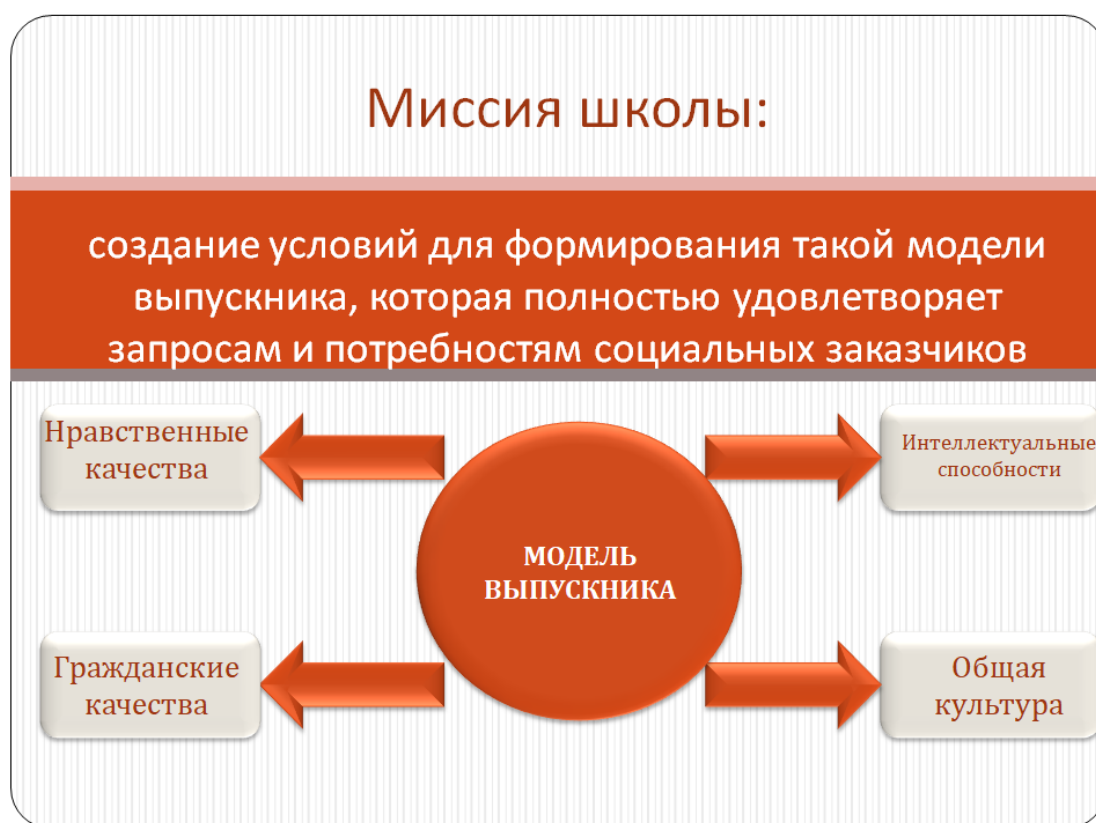 Миссия школы:
создание условий для формирования такой модели
выпускника, которая полностью удовлетворяет
запросам и потребностям социальных заказчиков
Нравственные
качества
Интеллектуальные
способности
МОДЕЛЬ
ВЫПУСКНИКА
Гражданские
качества
Общая
культура